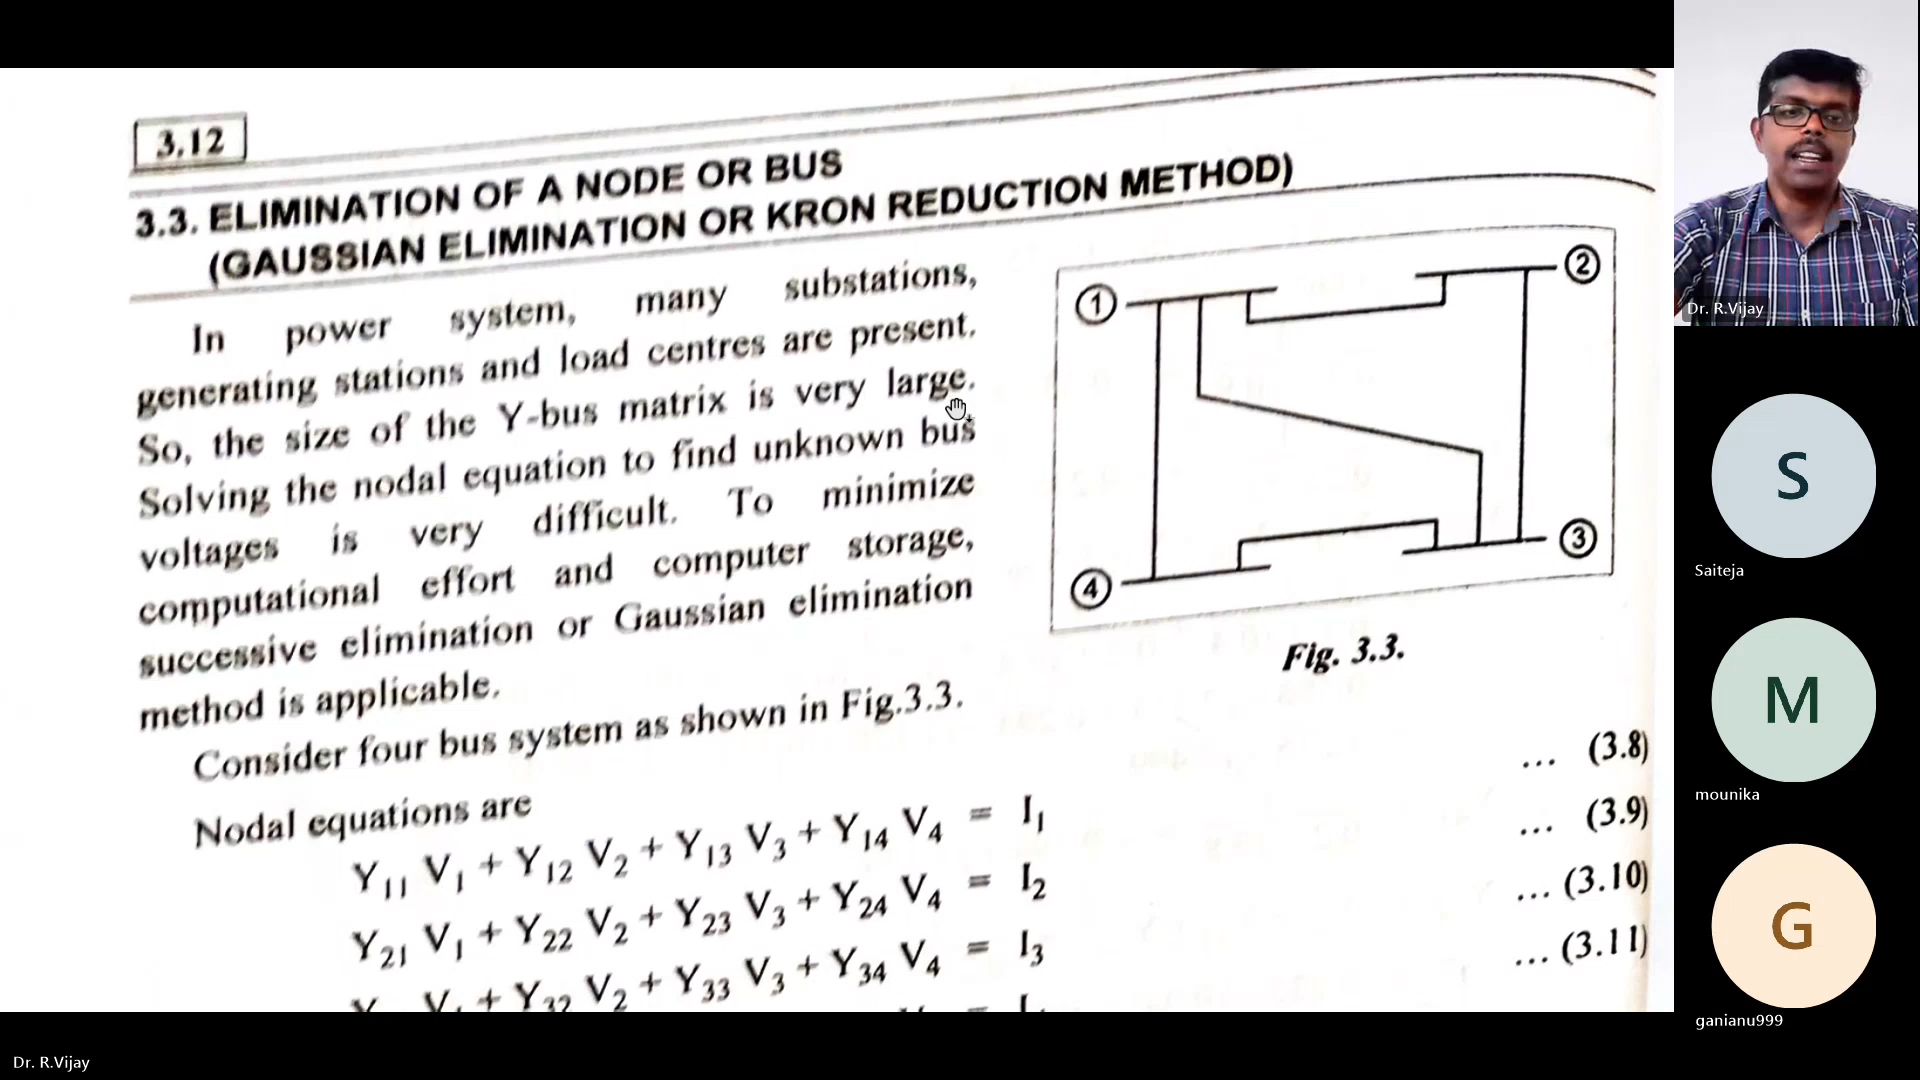 3.12
3.3. ELIMINATION OF A NODE OR BUS
(GAUSSIAN ELIMINATION OR KRON REDUCTION METHOD)
In power system, many substations,
generating stations and load centres are present.
So, the size of the Y-bus matrix is very large.
Solving the nodal equation to find unknown bus
voltages is very difficult. To minimize
computational effort and computer storage,
successive elimination or Gaussian elimination
method is applicable.
1
2
3
4
Fig. 3.3.
Consider four bus system as shown in Fig.3.3.
Nodal equations are
Y11 V1 + Y12 V2 + Y13 V3 + Y14 V4 = I1 ... (3.8)
Y21 V1 + Y22 V2 + Y23 V3 + Y24 V4 = I2 ... (3.9)
+ Y32 V2 + Y33 V3 + Y34 V4 = I3 ... (3.10)
... (3.11)
Dr. R.Vijay
S
Saiteja
M
mounika
G
ganianu999
Dr. R.Vijay